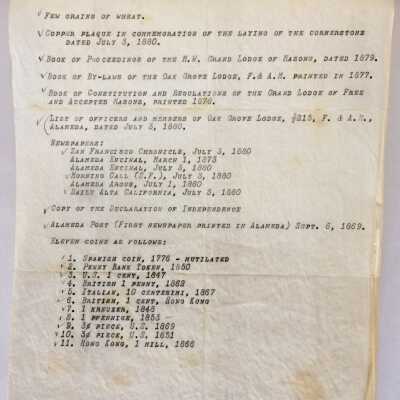 ✓ Few grains of wheat.
✓ Copper plaque in commemoration of the laying of the cornerstone
dated July 3, 1880.
✓ Book of Proceedings of the M.W. Grand Lodge of Masons, dated 1879.
✓ Book of By-laws of the Oak Grove Lodge, F. & A.M. printed in 1877.
✓ Book of Constitution and Regulations of the Grand Lodge of Free
and Accepted Masons, printed 1878.
✓ List of officers and members of Oak Grove Lodge, #215, F. & A.M.,
Alameda, dated July 3, 1880.
Newspapers:
✓ San Francisco Chronicle, July 3, 1880
Alameda Encinal, March 1, 1873
Alameda Encinal, July 3, 1880
✓ Morning Call (S.F.), July 3, 1880
Alameda Argus, July 1, 1880
✓ Daily Alta California, July 3, 1880
✓ Copy of the Declaration of Independence
✓ Alameda Post (First newspaper printed in Alameda) Sept. 6, 1869.
Eleven coins as follows:
✓ 1. Spanish coin, 1776 - mutilated
✓ 2. Penny Bank Token, 1850
✓ 3. U.S. 1 cent, 1847
✓ 4. British 1 penny, 1862
✓ 5. Italian, 10 centerimi, 1867
✓ 6. British, 1 cent, Hong Kong
✓ 7. 1 kreuzer, 1848
✓ 8. 1 pfennige, 1853
✓ 9. 3¢ piece, U.S. 1869
✓ 10. 3¢ piece, U.S. 1851
✓ 11. Hong Kong, 1 mill, 1866